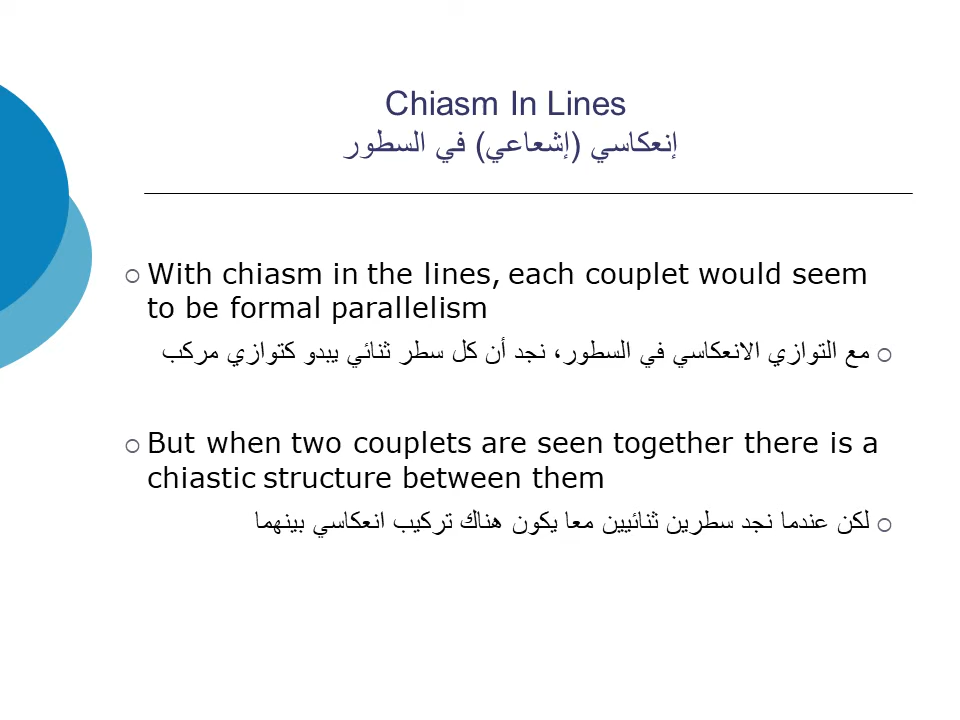 Chiasm In Lines
إنعكاسي (إشعاعي) في السطور
With chiasm in the lines, each couplet would seem
to be formal parallelism
مع التوازي الانعكاسي في السطور، نجد أن كل سطر ثنائي يبدو كتوازي مركب
But when two couplets are seen together there is a
chiastic structure between them
لكن عندما نجد سطرين ثنائيين معا يكون هناك تركيب انعكاسي بينهما